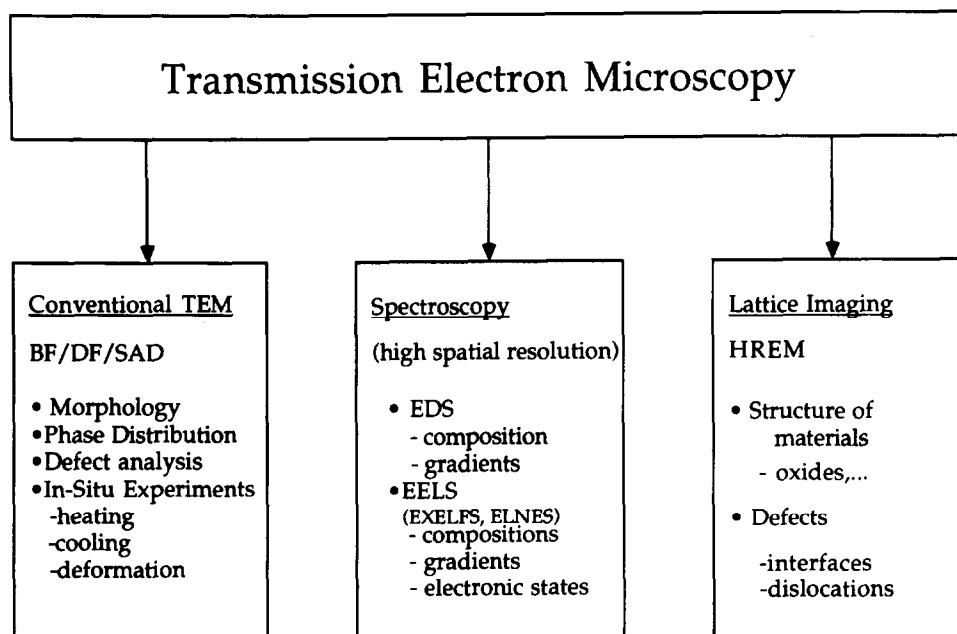 Transmission Electron Microscopy
Conventional TEM
BF/DF/SAD
• Morphology
•Phase Distribution
•Defect analysis
•In-Situ Experiments
-heating
-cooling
-deformation
Spectroscopy
(high spatial resolution)
• EDS
- composition
- gradients
•EELS
(EXELFS, ELNES)
- compositions
- gradients
- electronic states
Lattice Imaging
HREM
• Structure of
materials
- oxides,...
• Defects
-interfaces
-dislocations